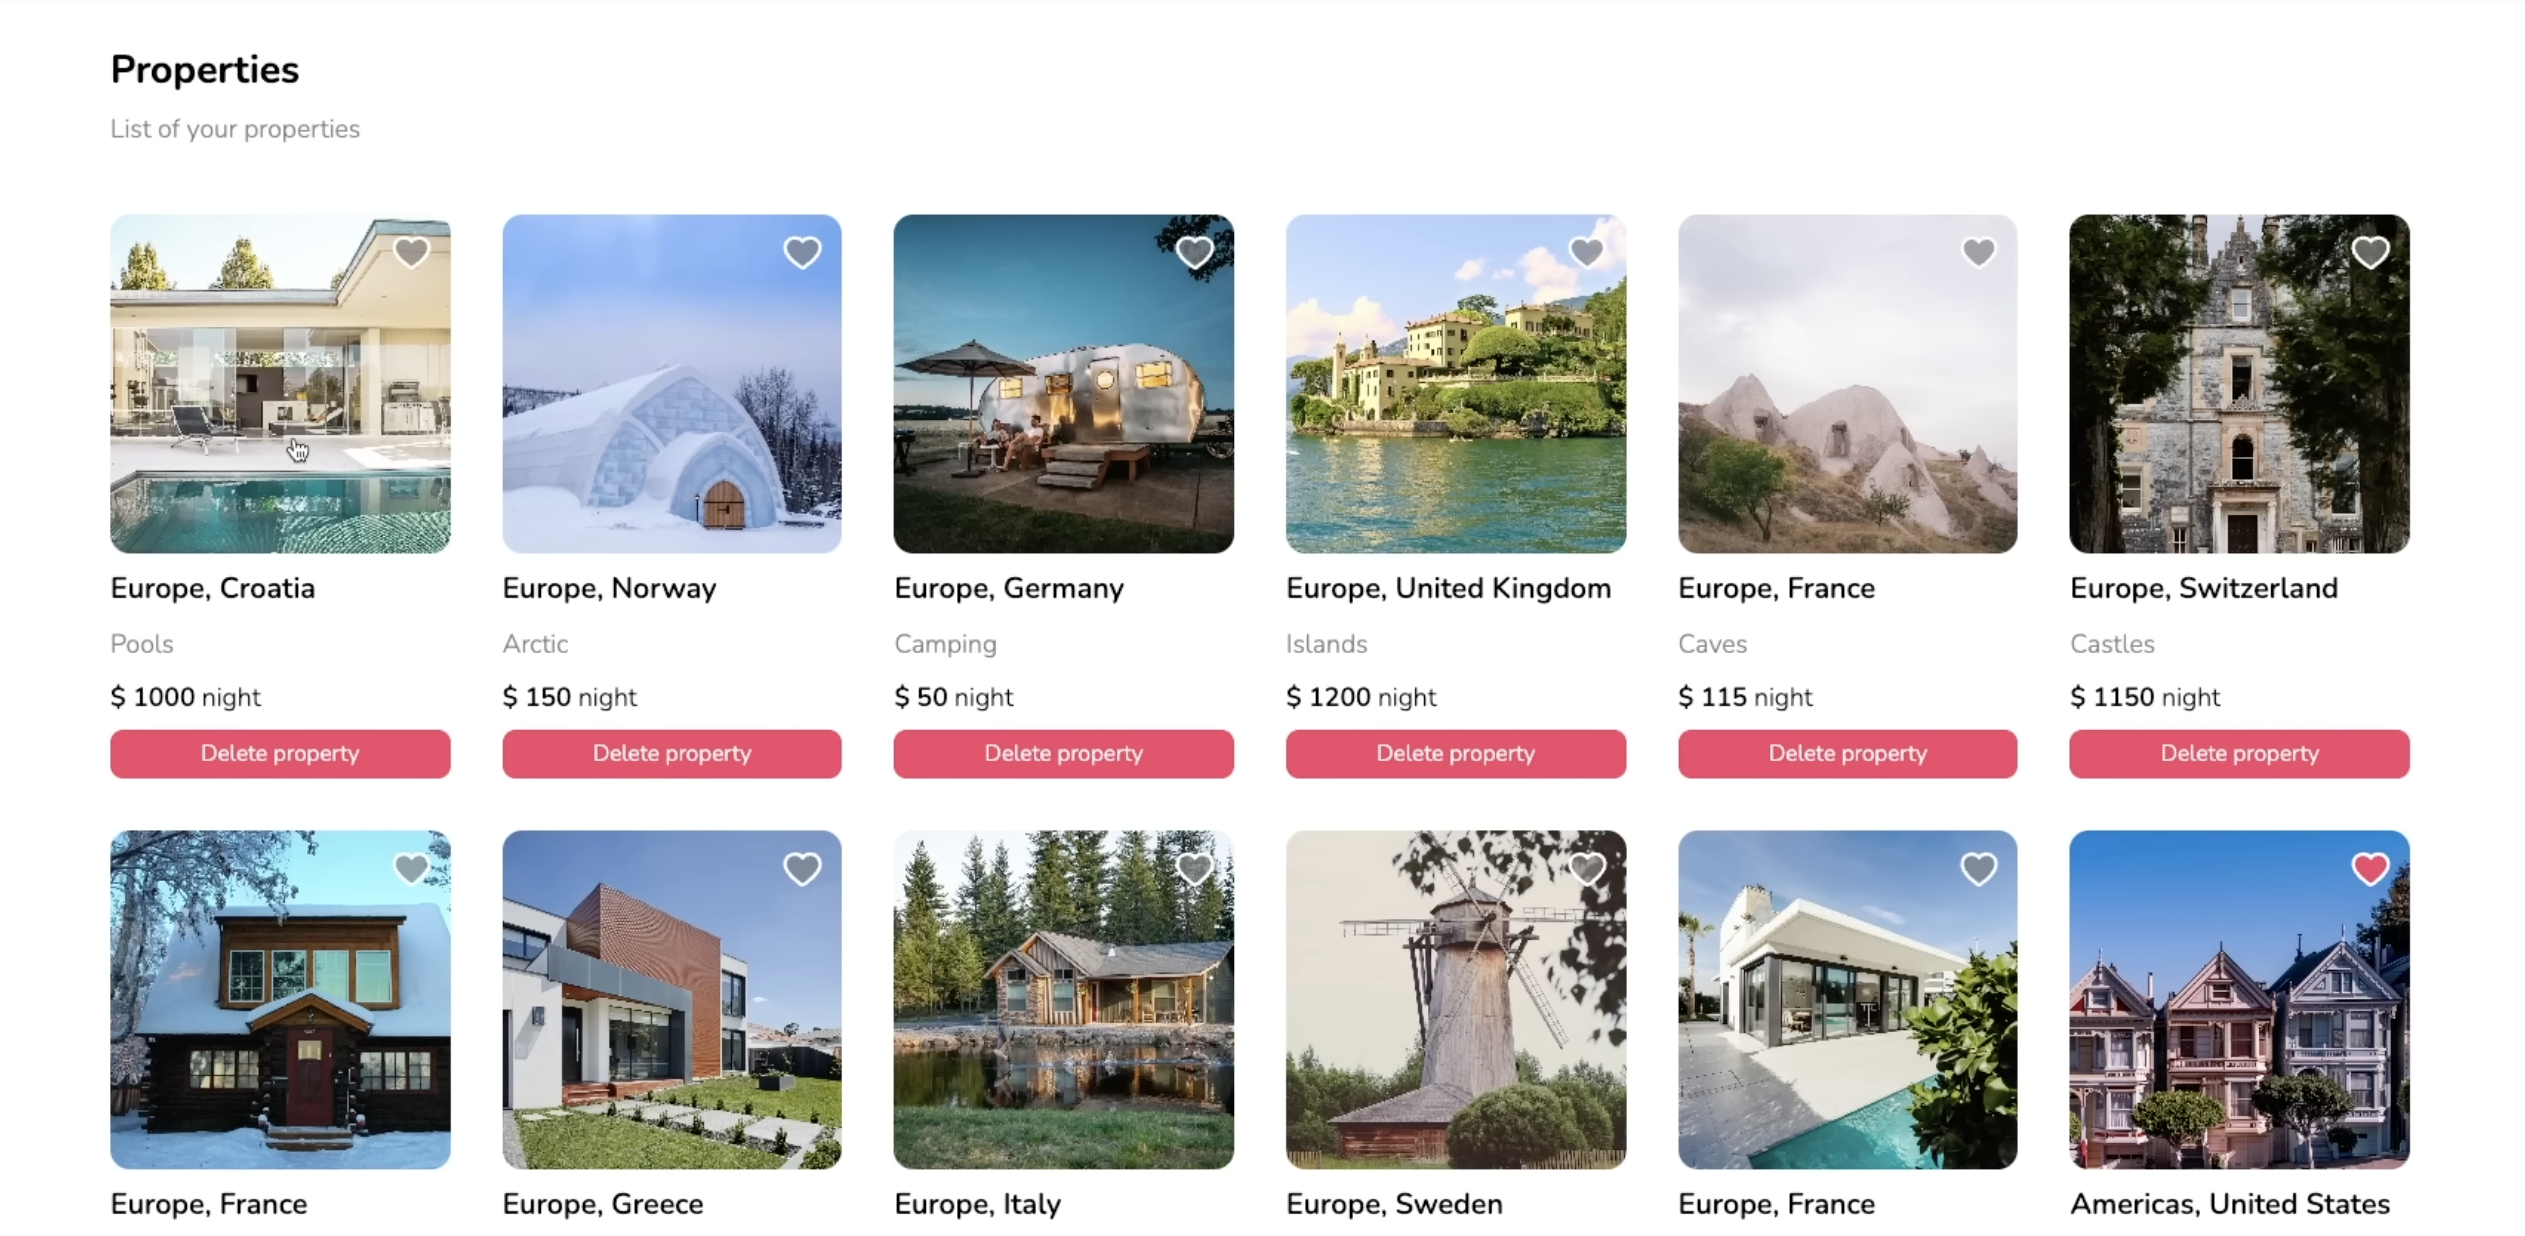 Properties
List of your properties
Europe, Croatia
Pools
$ 1000 night
Delete property
Europe, Norway
Arctic
$ 150 night
Delete property
Europe, Germany
Camping
$ 50 night
Delete property
Europe, United Kingdom
Islands
$ 1200 night
Delete property
Europe, France
Caves
$ 115 night
Delete property
Europe, Switzerland
Castles
$ 1150 night
Delete property
Europe, France
Europe, Greece
Europe, Italy
Europe, Sweden
Europe, France
Americas, United States